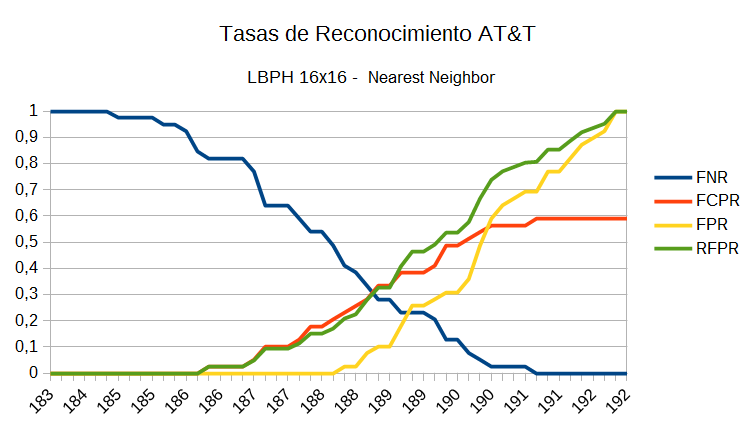 Tasas de Reconocimiento AT&T
LBPH 16x16 - Nearest Neighbor
1
0,9
0,8
0,7
0,6
0,5
0,4
0,3
0,2
0,1
0
FNR
FCPR
FPR
RFPR
183 184 185 185 186 187 187 188 188 189 189 190 190 191 191 192 192